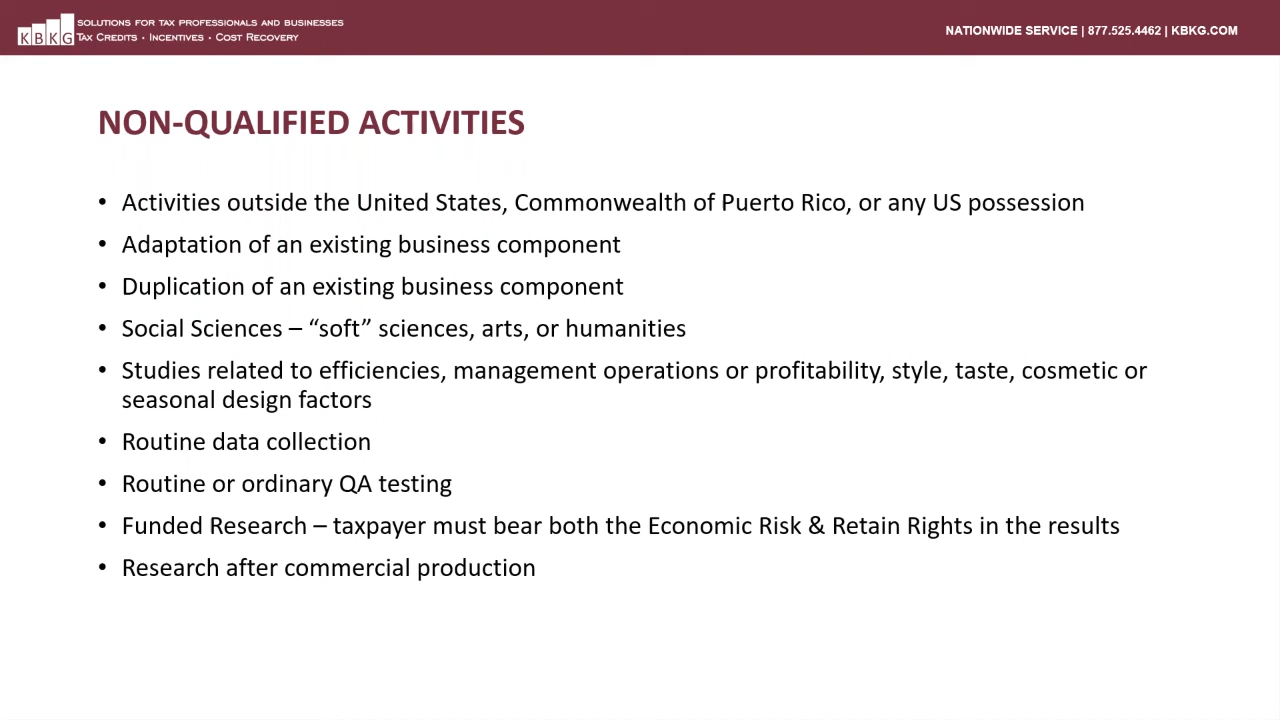 KBKG
SOLUTIONS FOR TAX PROFESSIONALS AND BUSINESSES
TAX CREDITS • INCENTIVES • COST RECOVERY
NATIONWIDE SERVICE | 877.525.4462 | KBKG.COM
NON-QUALIFIED ACTIVITIES
• Activities outside the United States, Commonwealth of Puerto Rico, or any US possession
• Adaptation of an existing business component
• Duplication of an existing business component
• Social Sciences – “soft” sciences, arts, or humanities
• Studies related to efficiencies, management operations or profitability, style, taste, cosmetic or
seasonal design factors
• Routine data collection
• Routine or ordinary QA testing
• Funded Research – taxpayer must bear both the Economic Risk & Retain Rights in the results
• Research after commercial production